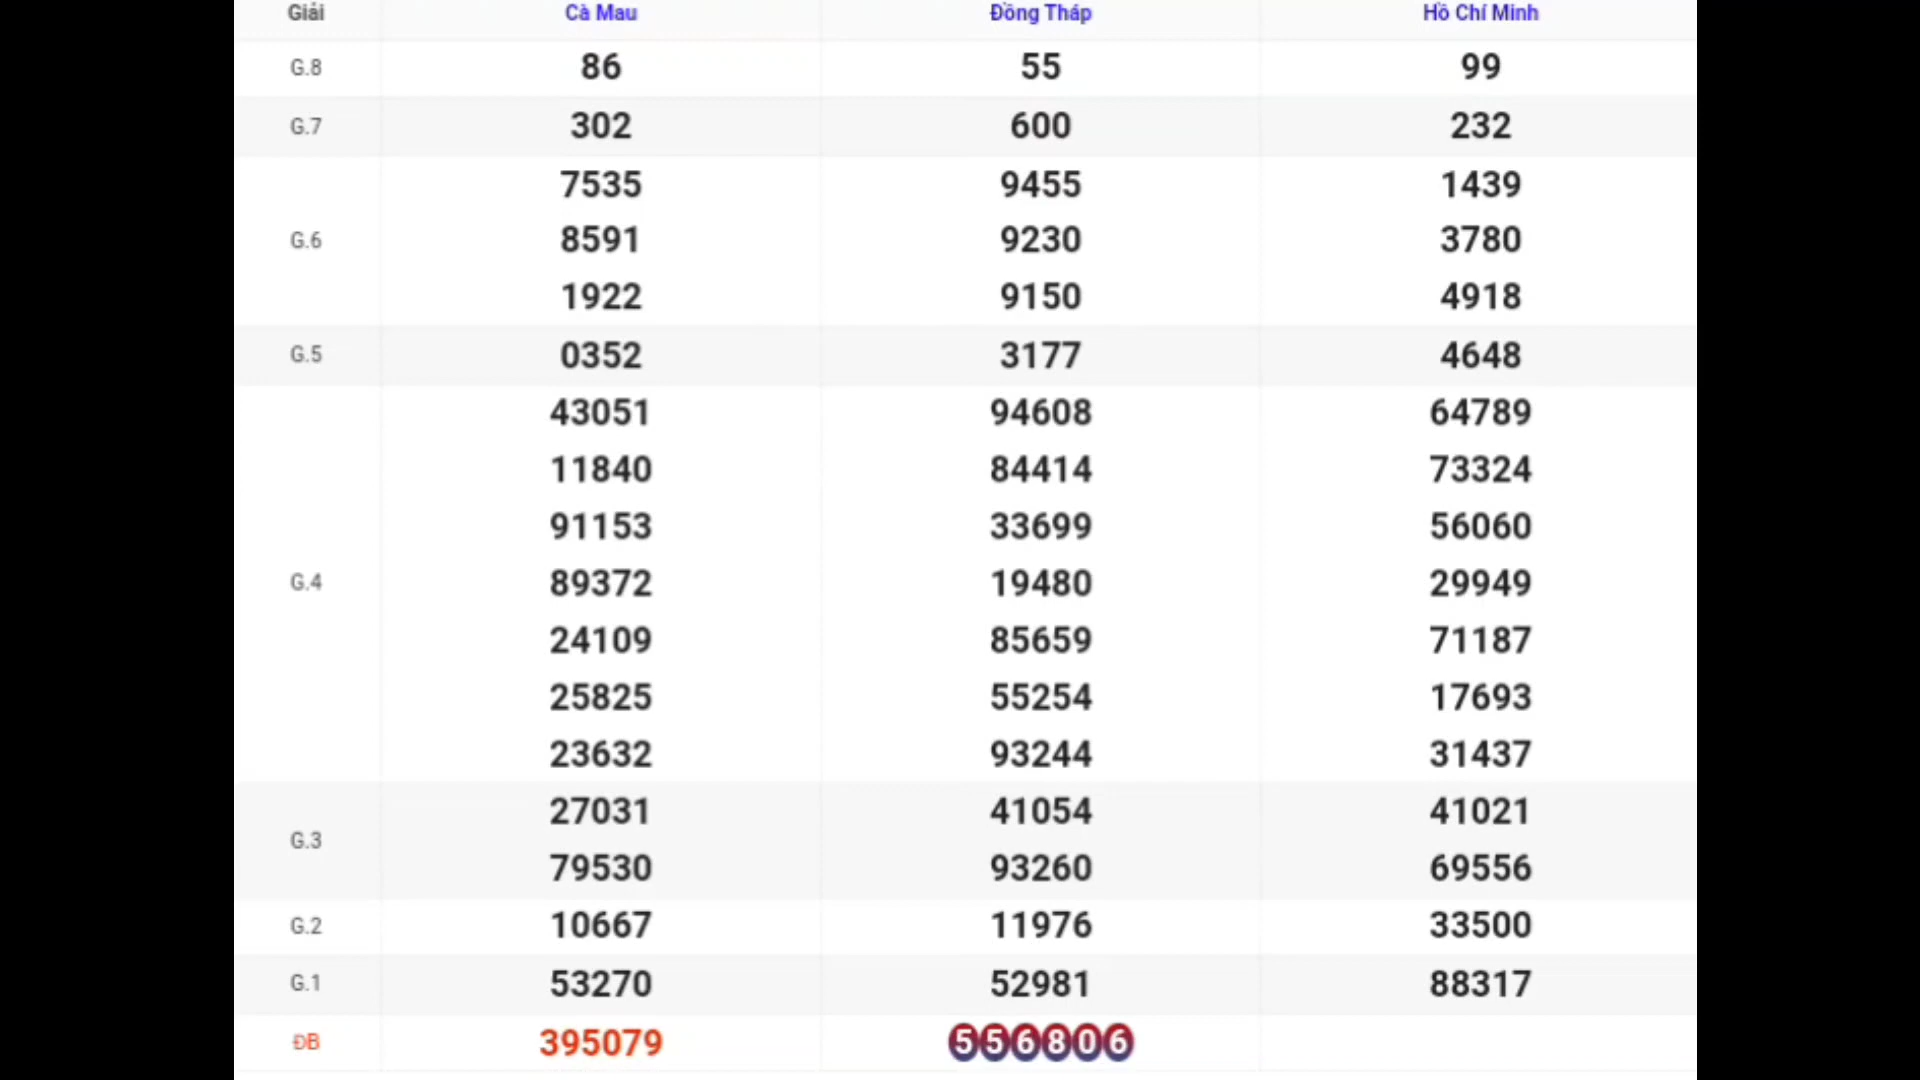 Giải Cà Mau Đồng Tháp Hồ Chí Minh
G.8 86 55 99
G.7 302 600 232
7535 9455 1439
G.6 8591 9230 3780
1922 9150 4918
G.5 0352 3177 4648
43051 94608 64789
11840 84414 73324
91153 33699 56060
G.4 89372 19480 29949
24109 85659 71187
25825 55254 17693
23632 93244 31437
27031 41054 41021
G.3
79530 93260 69556
G.2 10667 11976 33500
G.1 53270 52981 88317
ĐB 395079 556806